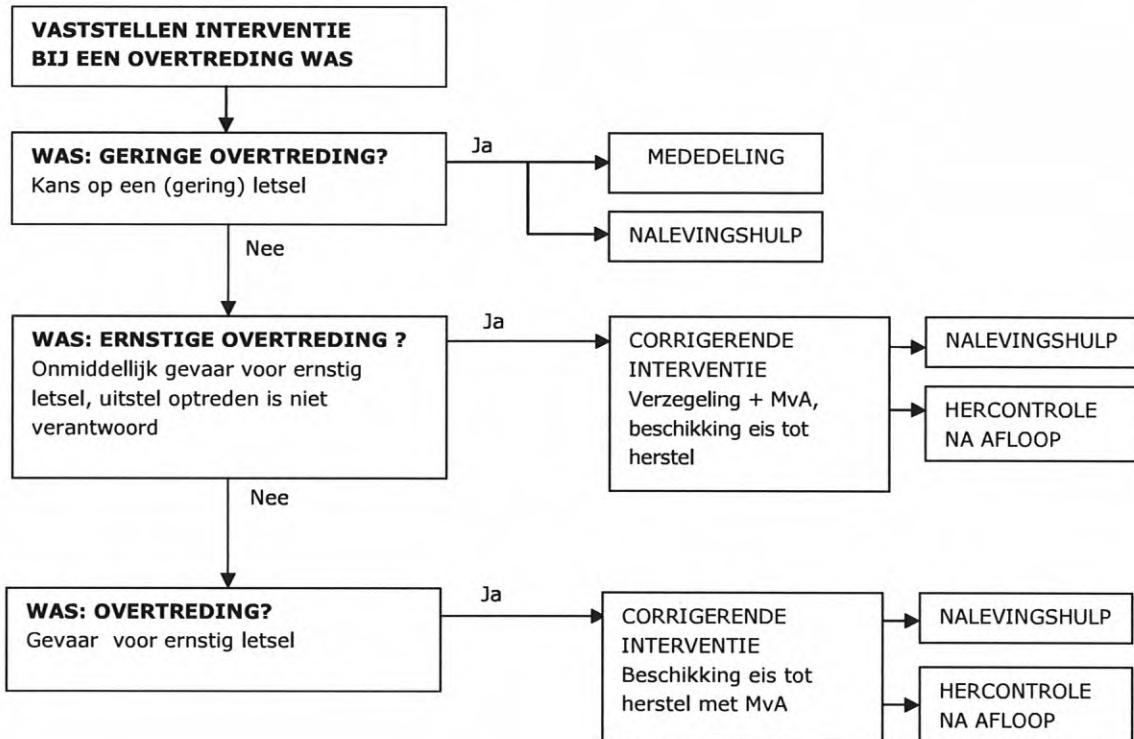 VASTSTELLEN INTERVENTIE
BIJ EEN OVERTREDING WAS
WAS: GERINGE OVERTREDING?
Kans op een (gering) letsel
Ja
MEDEDELING
NALEVINGSHULP
Nee
WAS: ERNSTIGE OVERTREDING ?
Onmiddellijk gevaar voor ernstig
letsel, uitstel optreden is niet
verantwoord
Ja
CORRIGERENDE
INTERVENTIE
Verzegeling + MvA,
beschikking eis tot
herstel
NALEVINGSHULP
HERCONTROLE
NA AFLOOP
Nee
WAS: OVERTREDING?
Gevaar voor ernstig letsel
Ja
CORRIGERENDE
INTERVENTIE
Beschikking eis tot
herstel met MvA
NALEVINGSHULP
HERCONTROLE
NA AFLOOP